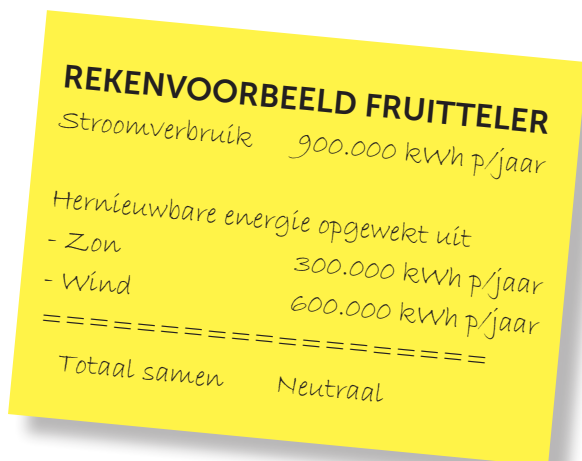 REKENVOORBEELD FRUITTELER
Stroomverbruik 900.000 kWh p/jaar
Hernieuwbare energie opgewekt uit
- Zon 300.000 kWh p/jaar
- Wind 600.000 kWh p/jaar
===================
Totaal samen Neutraal